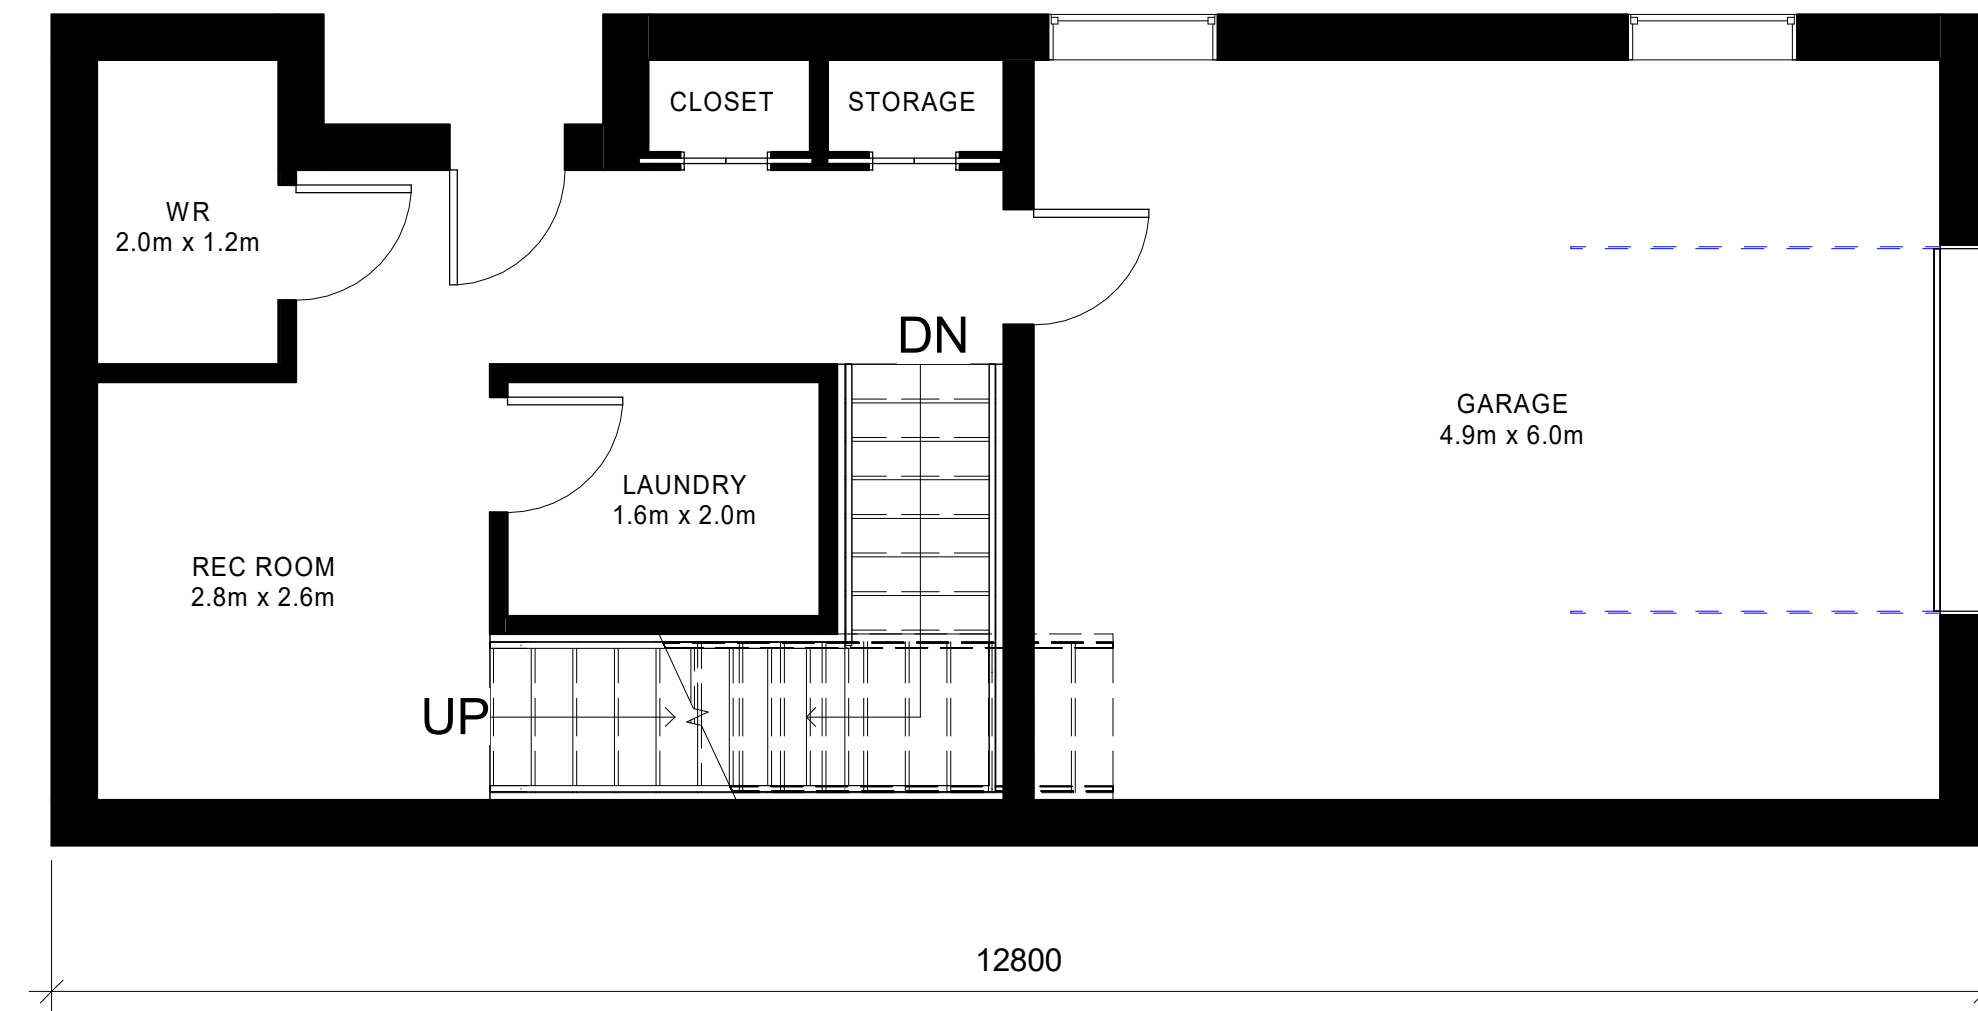 CLOSET
STORAGE
WR
2.0m x 1.2m
DN
GARAGE
4.9m x 6.0m
LAUNDRY
1.6m x 2.0m
REC ROOM
2.8m x 2.6m
UP
12800